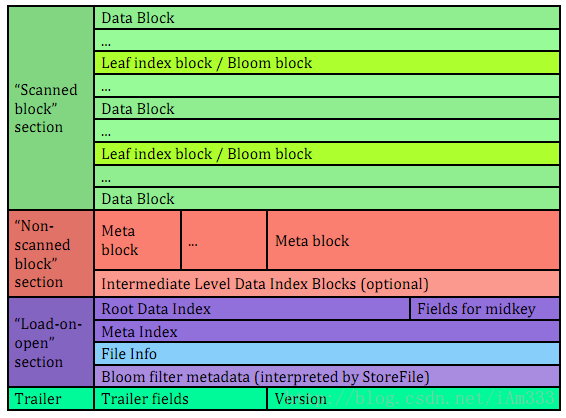 Data Block
...
Leaf index block / Bloom block
...
“Scanned
block”
section
Data Block
...
Leaf index block / Bloom block
...
Data Block
“Non-
scanned
block”
section
Meta
block
...
Meta block
Intermediate Level Data Index Blocks (optional)
“Load-on-
open”
section
Root Data Index
Fields for midkey
Meta Index
File Info
Bloom filter metadata (interpreted by StoreFile)
Trailer
Trailer fields
Version